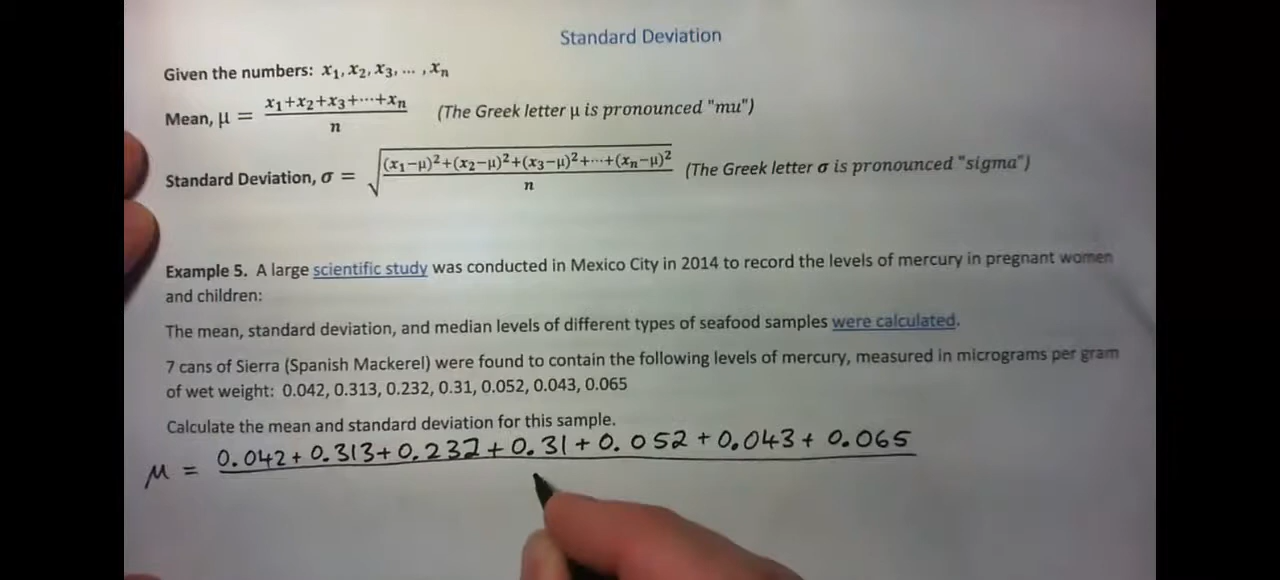 Standard Deviation
Given the numbers: x₁, x₂, x₃, ... , xₙ
Mean, μ = (x₁+x₂+x₃+⋯+xₙ)/n (The Greek letter μ is pronounced "mu")
Standard Deviation, σ = √(((x₁−μ)²+(x₂−μ)²+(x₃−μ)²+⋯+(xₙ−μ)²)/n) (The Greek letter σ is pronounced "sigma")
Example 5. A large scientific study was conducted in Mexico City in 2014 to record the levels of mercury in pregnant women
and children:
The mean, standard deviation, and median levels of different types of seafood samples were calculated.
7 cans of Sierra (Spanish Mackerel) were found to contain the following levels of mercury, measured in micrograms per gram
of wet weight: 0.042, 0.313, 0.232, 0.31, 0.052, 0.043, 0.065
Calculate the mean and standard deviation for this sample.
μ = 0.042 + 0.313 + 0.232 + 0.31 + 0.052 + 0.043 + 0.065